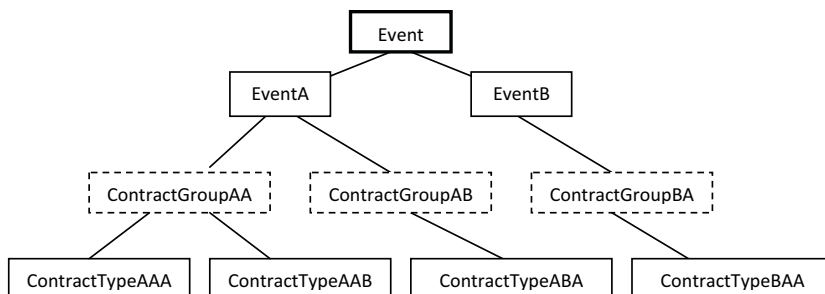 Event
EventA
EventB
ContractGroupAA
ContractGroupAB
ContractGroupBA
ContractTypeAAA
ContractTypeAAB
ContractTypeABA
ContractTypeBAA